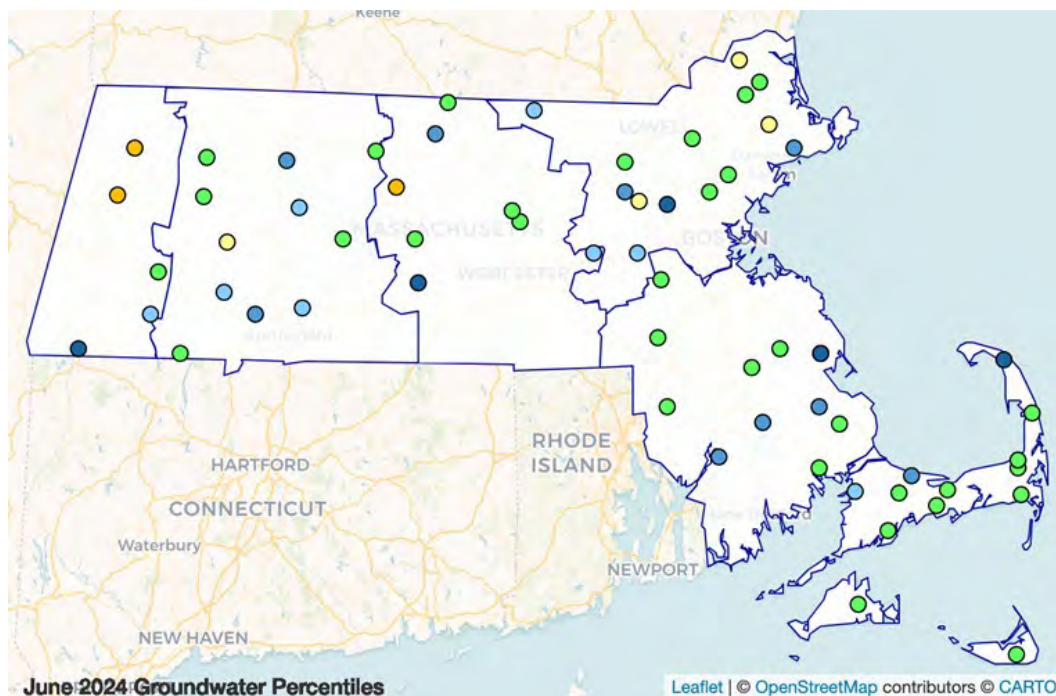 Keene
LOWELL
MASSACHUSETTS
BOSTON
WORCESTER
HARTFORD
RHODE
ISLAND
CONNECTICUT
Waterbury
NEWPORT
NEW HAVEN
June 2024 Groundwater Percentiles
Leaflet | © OpenStreetMap contributors © CARTO